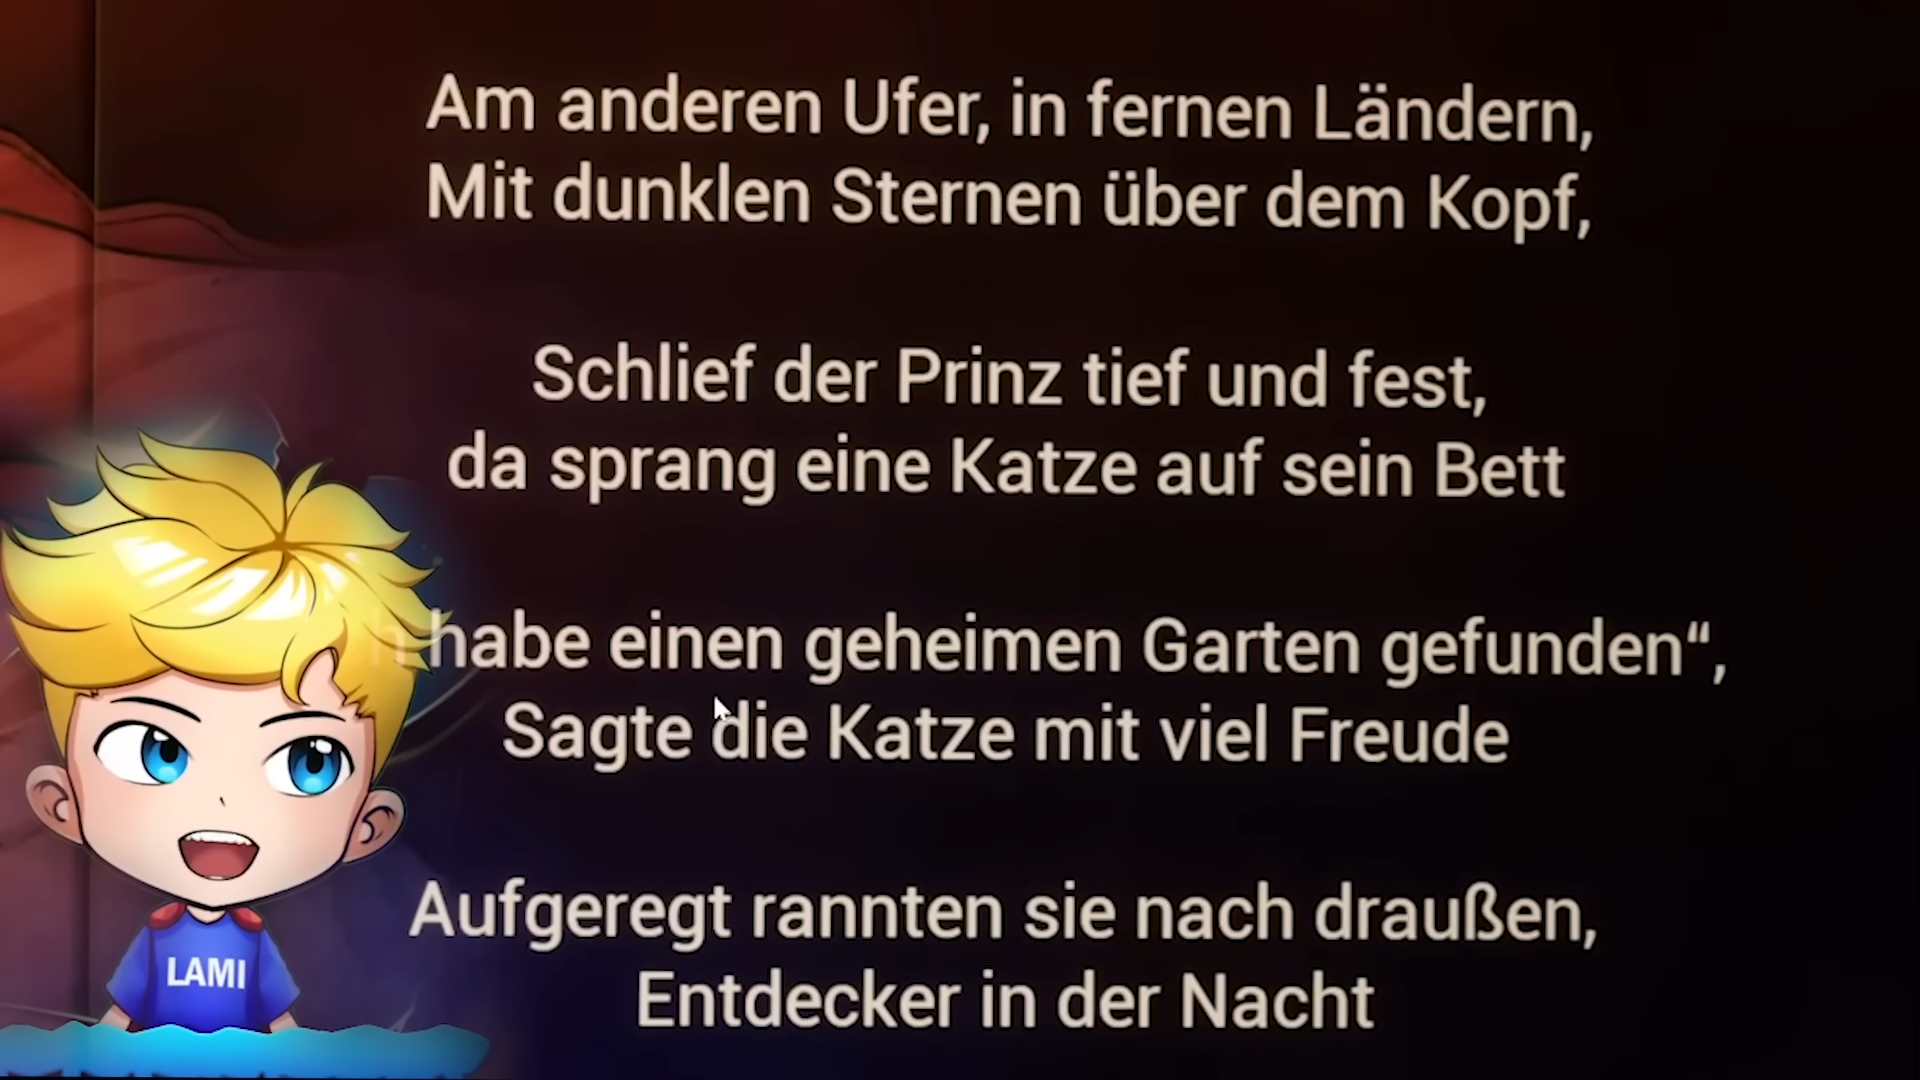 Am anderen Ufer, in fernen Ländern,
Mit dunklen Sternen über dem Kopf,
Schlief der Prinz tief und fest,
da sprang eine Katze auf sein Bett
habe einen geheimen Garten gefunden“,
Sagte die Katze mit viel Freude
Aufgeregt rannten sie nach draußen,
Entdecker in der Nacht
LAMI